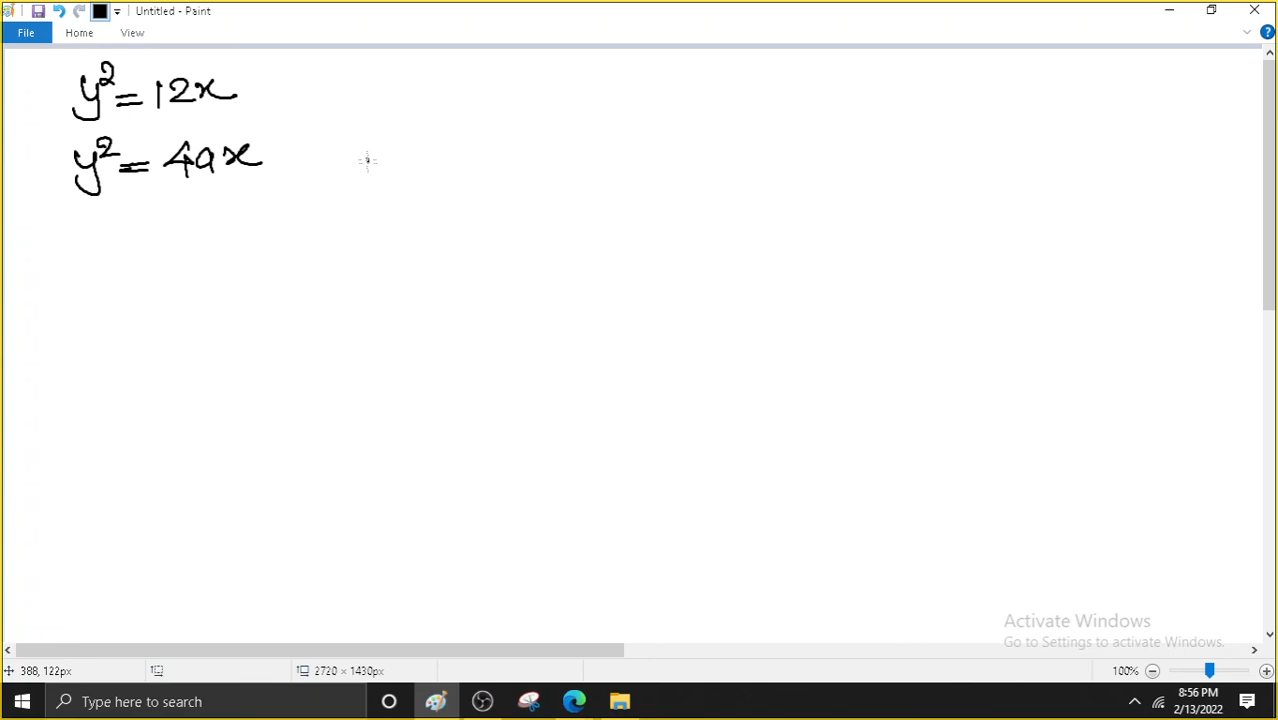 Untitled - Paint
File Home View
y² = 12x
y² = 4ax
Activate Windows
Go to Settings to activate Windows.
388, 122px 2720 × 1430px 100%
Type here to search
8:56 PM
2/13/2022